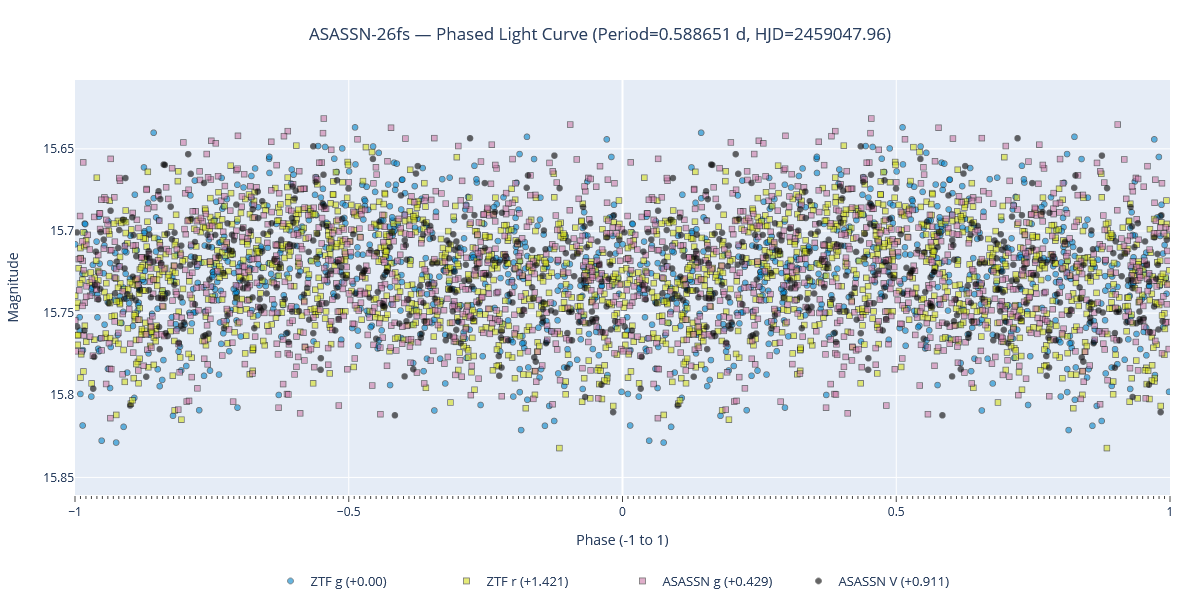 ASASSN-26fs — Phased Light Curve (Period=0.588651 d, HJD=2459047.96)
Magnitude
15.65
15.7
15.75
15.8
15.85
−1
−0.5
0
0.5
1
Phase (-1 to 1)
ZTF g (+0.00)
ZTF r (+1.421)
ASASSN g (+0.429)
ASASSN V (+0.911)